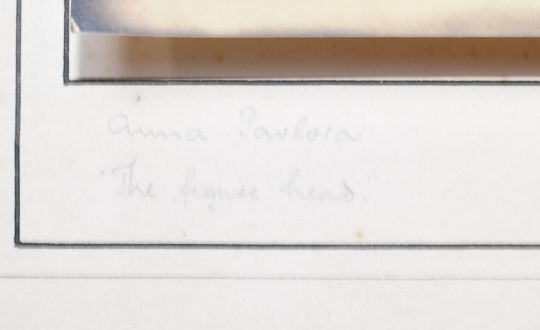 Anna Pavlova
"The figure head."